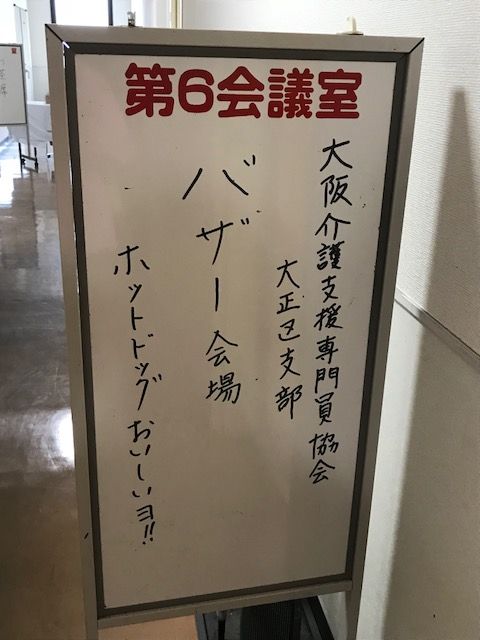 第6会議室
大阪介護支援専門員協会
大正区支部
バザー会場
ホットドッグおいしいヨ!!